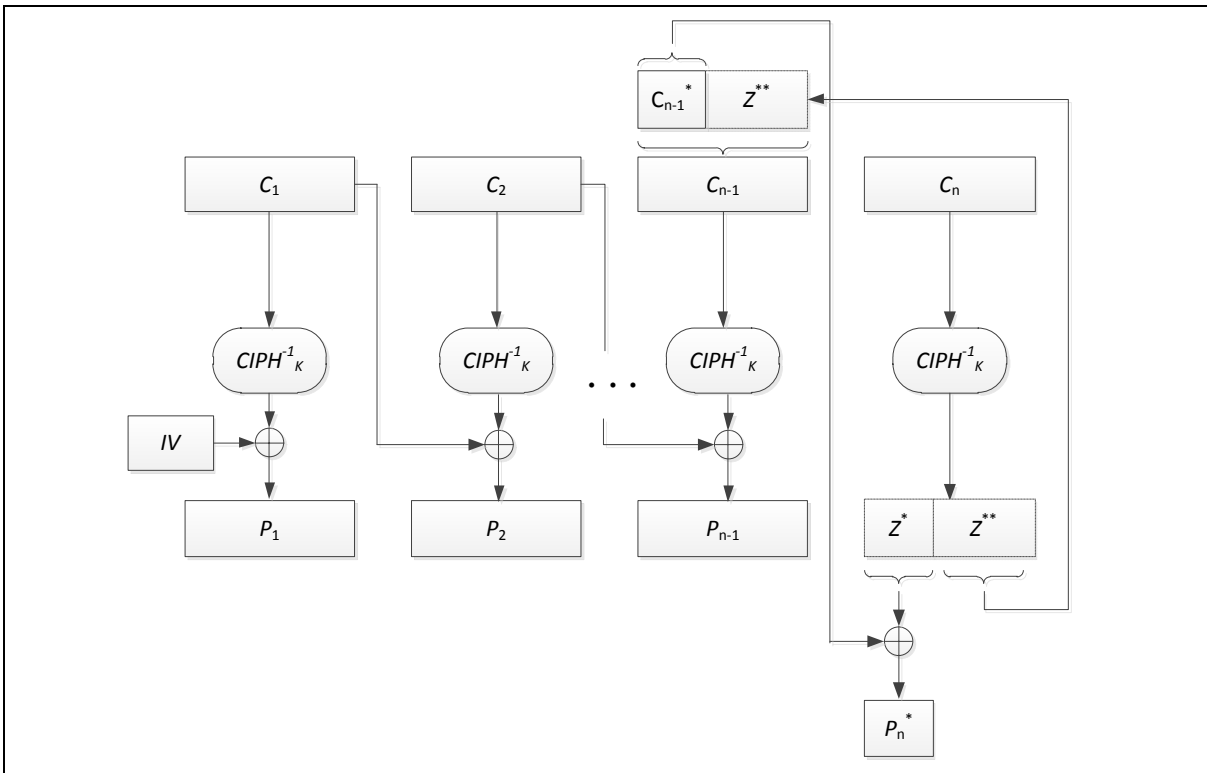 Cn-1* Z**
C1 C2 Cn-1 Cn
CIPH-1K CIPH-1K . . . CIPH-1K CIPH-1K
IV
P1 P2 Pn-1 Z* Z**
Pn*